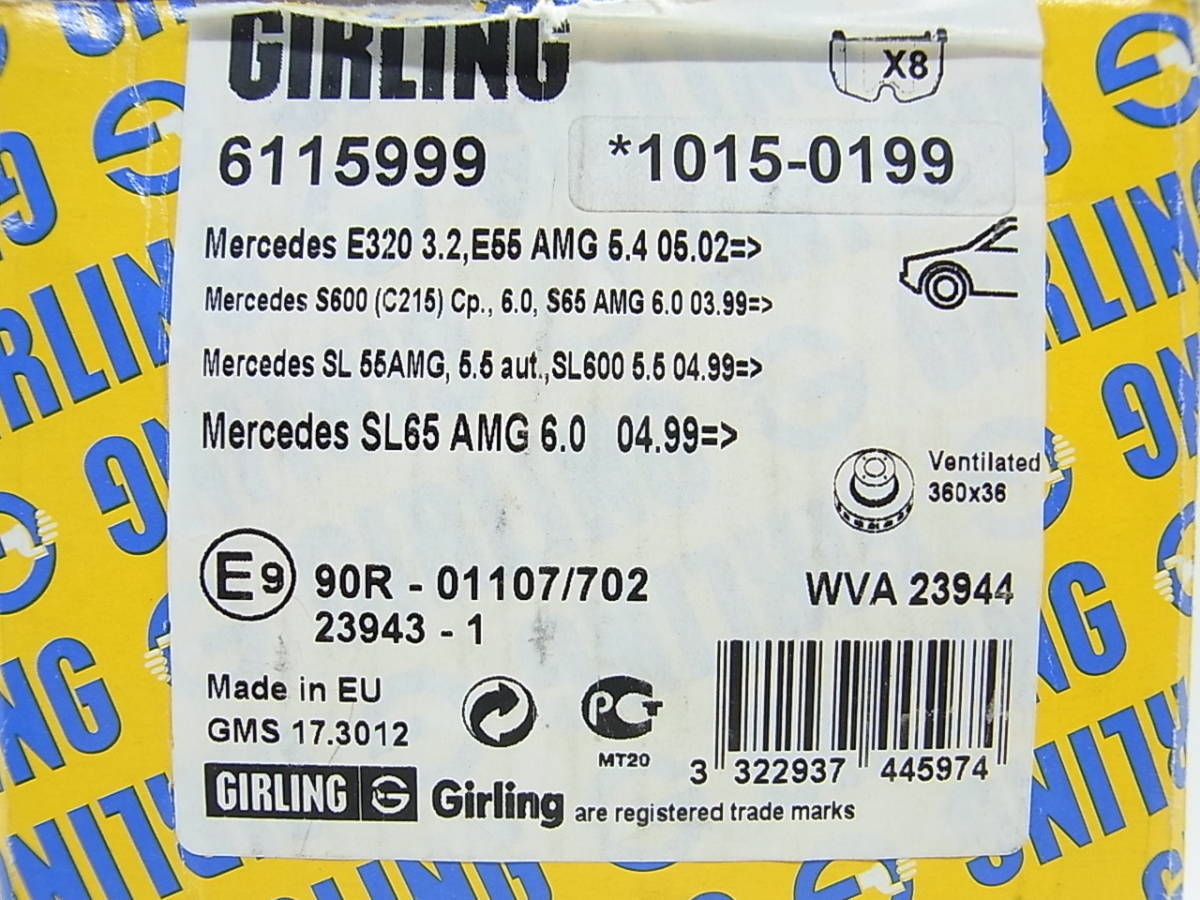 GIRLING
X8
6115999 *1015-0199
Mercedes E320 3.2,E55 AMG 5.4 05.02=>
Mercedes S600 (C215) Cp., 6.0, S65 AMG 6.0 03.99=>
Mercedes SL 55AMG, 5.5 aut.,SL600 5.5 04.99=>
Mercedes SL65 AMG 6.0 04.99=>
Ventilated
360x36
E9 90R - 01107/702
23943 - 1
WVA 23944
Made in EU
GMS 17.3012
PCT
MT20
3 322937 445974
GIRLING G Girling are registered trade marks